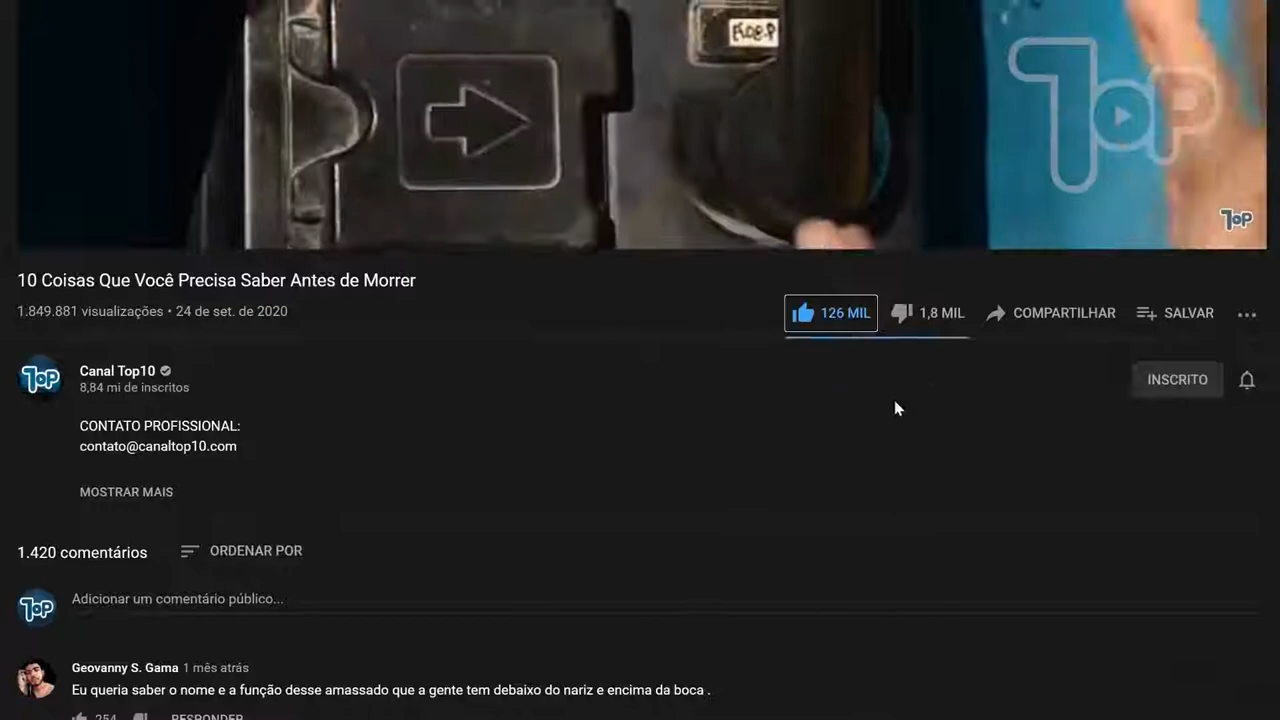 E508-P
TOP
TOP
10 Coisas Que Você Precisa Saber Antes de Morrer
1.849.881 visualizações • 24 de set. de 2020
126 MIL 1,8 MIL COMPARTILHAR SALVAR
TOP
Canal Top10
8,84 mi de inscritos
INSCRITO
CONTATO PROFISSIONAL:
contato@canaltop10.com
MOSTRAR MAIS
1.420 comentários ORDENAR POR
TOP
Adicionar um comentário público...
Geovanny S. Gama 1 mês atrás
Eu queria saber o nome e a função desse amassado que a gente tem debaixo do nariz e encima da boca .
254 RESPONDER